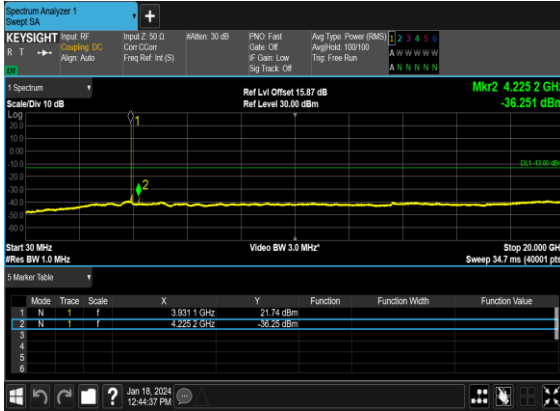 Spectrum Analyzer 1
Swept SA
+
KEYSIGHT Input: RF Input Z: 50 Ω #Atten: 30 dB PNO: Fast Avg Type: Power (RMS) 1 2 3 4 5 6
R T Coupling: DC Corr CCorr Gate: Off Avg|Hold: 100/100 A W W W W W
Align: Auto Freq Ref: Int (S) IF Gain: Low Trig: Free Run
Sig Track: Off A N N N N N
1 Spectrum Ref Lvl Offset 15.87 dB Mkr2 4.225 2 GHz
Scale/Div 10 dB Ref Level 30.00 dBm -36.251 dBm
Log
20.0
10.0
0.00
-10.0
DL1 -13.00 dBm
-20.0
-30.0
-40.0
-50.0
-60.0
1
2
Start 30 MHz Video BW 3.0 MHz* Stop 20.000 GH
#Res BW 1.0 MHz Sweep 34.7 ms (40001 pts
5 Marker Table
Mode Trace Scale X Y Function Function Width Function Value
1 N 1 f 3.931 1 GHz 21.74 dBm
2 N 1 f 4.225 2 GHz -36.25 dBm
3
4
5
6
? Jan 18, 2024
12:44:37 PM